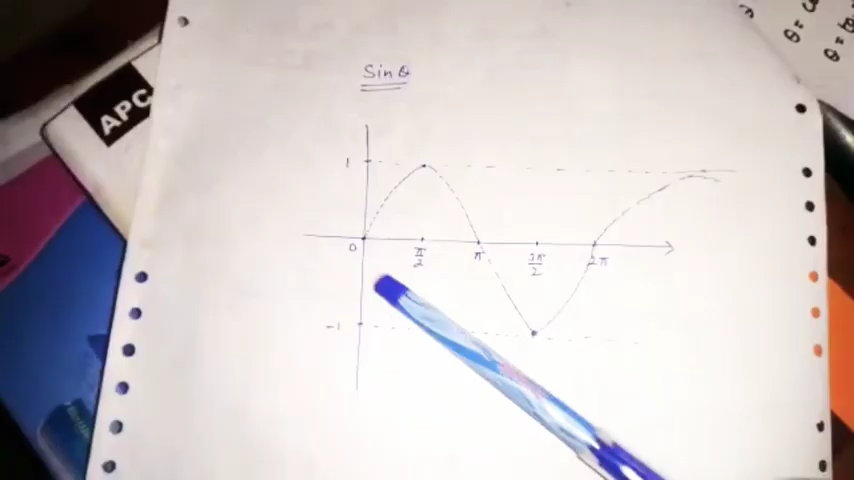 APC
θ =
θ =
Sin θ
1
0 π/2 π 3π/2 2π
-1